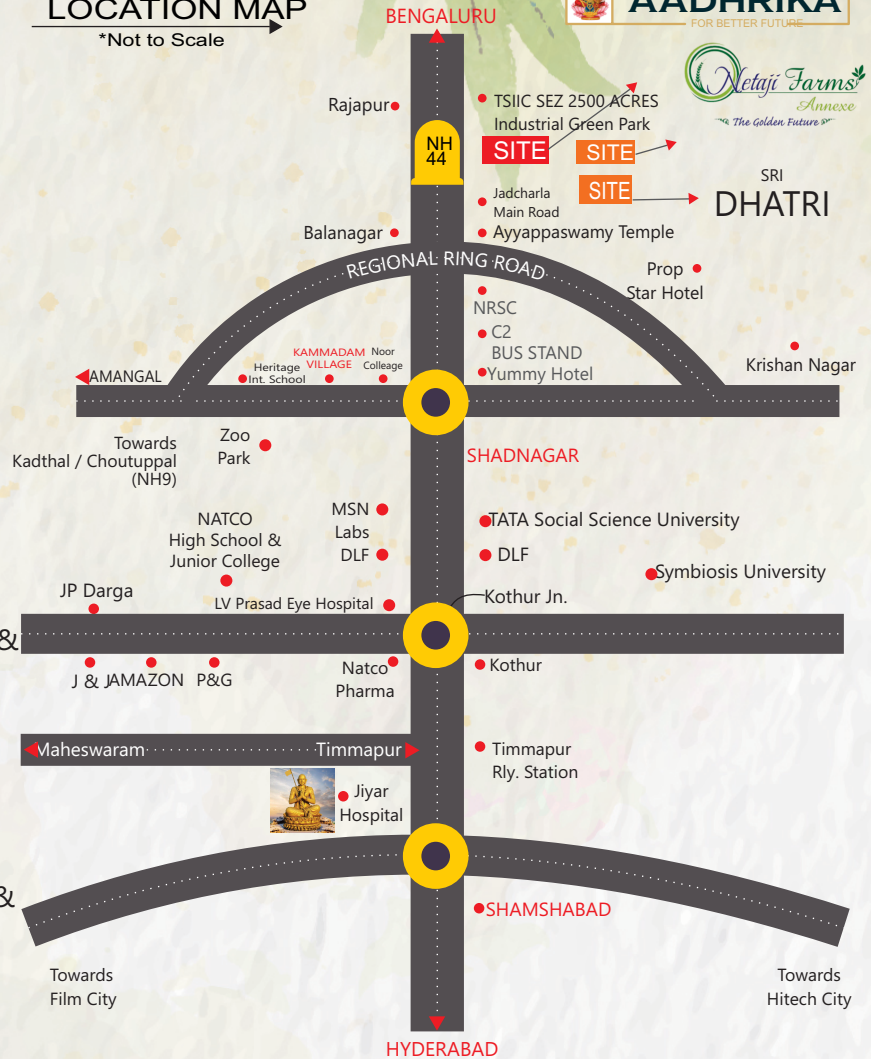 LOCATION MAP
*Not to Scale
BENGALURU
AADHRIKA
FOR BETTER FUTURE
Netaji Farms
Annexe
The Golden Future
Rajapur
TSIIC SEZ 2500 ACRES
Industrial Green Park
NH
44
SITE
SITE
SITE
SRI
DHATRI
Jadcharla
Main Road
Balanagar
Ayyappaswamy Temple
REGIONAL RING ROAD
Prop
Star Hotel
NRSC
C2
BUS STAND
Yummy Hotel
Krishan Nagar
AMANGAL
Heritage
Int. School
KAMMADAM
VILLAGE
Noor
Colleage
Towards
Kadthal / Choutuppal
(NH9)
Zoo
Park
SHADNAGAR
MSN
Labs
DLF
TATA Social Science University
DLF
NATCO
High School &
Junior College
Symbiosis University
JP Darga
LV Prasad Eye Hospital
Kothur Jn.
&
J & J
AMAZON
P&G
Natco
Pharma
Kothur
Maheswaram
Timmapur
Timmapur
Rly. Station
Jiyar
Hospital
&
SHAMSHABAD
Towards
Film City
Towards
Hitech City
HYDERABAD